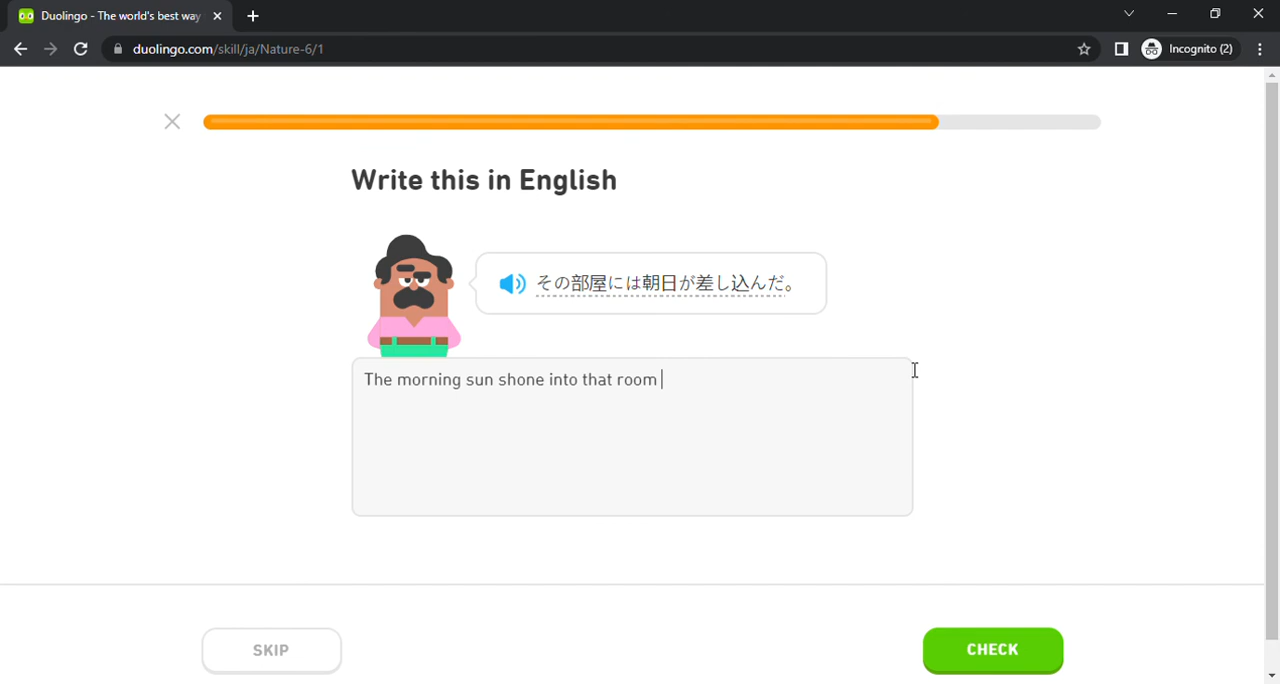 Duolingo - The world's best way
duolingo.com/skill/ja/Nature-6/1
Incognito (2)
Write this in English
その部屋には朝日が差し込んだ。
The morning sun shone into that room
SKIP
CHECK